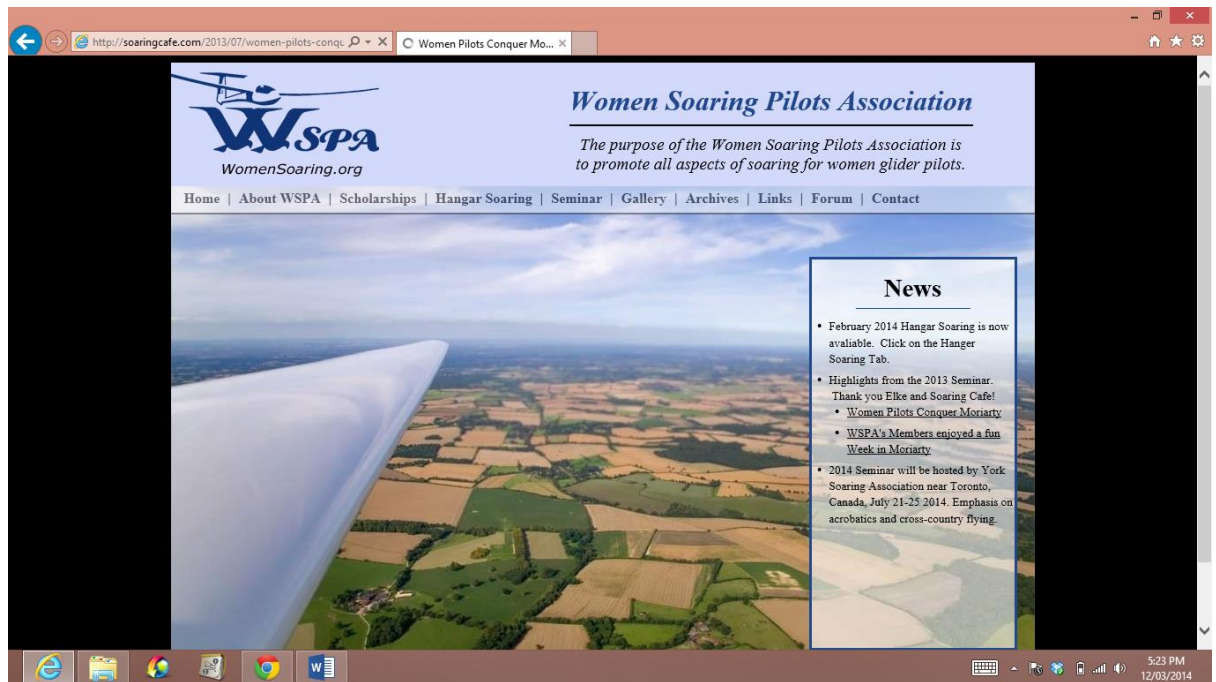 http://soaringcafe.com/2013/07/women-pilots-conqu
Women Pilots Conquer Mo...
WSPA
WomenSoaring.org
Women Soaring Pilots Association
The purpose of the Women Soaring Pilots Association is
to promote all aspects of soaring for women glider pilots.
Home | About WSPA | Scholarships | Hangar Soaring | Seminar | Gallery | Archives | Links | Forum | Contact
News
• February 2014 Hangar Soaring is now
avaliable. Click on the Hanger
Soaring Tab.
• Highlights from the 2013 Seminar.
Thank you Elke and Soaring Cafe!
• Women Pilots Conquer Moriarty
• WSPA's Members enjoyed a fun
Week in Moriarty
• 2014 Seminar will be hosted by York
Soaring Association near Toronto,
Canada, July 21-25 2014. Emphasis on
acrobatics and cross-country flying.
5:23 PM
12/03/2014